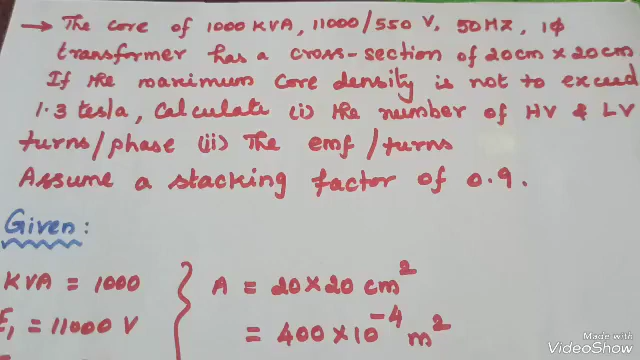 → The core of 1000 KVA, 11000/550 V, 50HZ, 1ϕ
transformer has a cross-section of 20cm x 20cm
If the maximum core density is not to exceed
1.3 tesla, Calculate (i) the number of HV & LV
turns/phase (ii) The emf/turns
Assume a stacking factor of 0.9.
Given:
KVA = 1000
E₁ = 11000 V
A = 20×20 cm²
= 400×10⁻⁴ m²
Made with
VideoShow